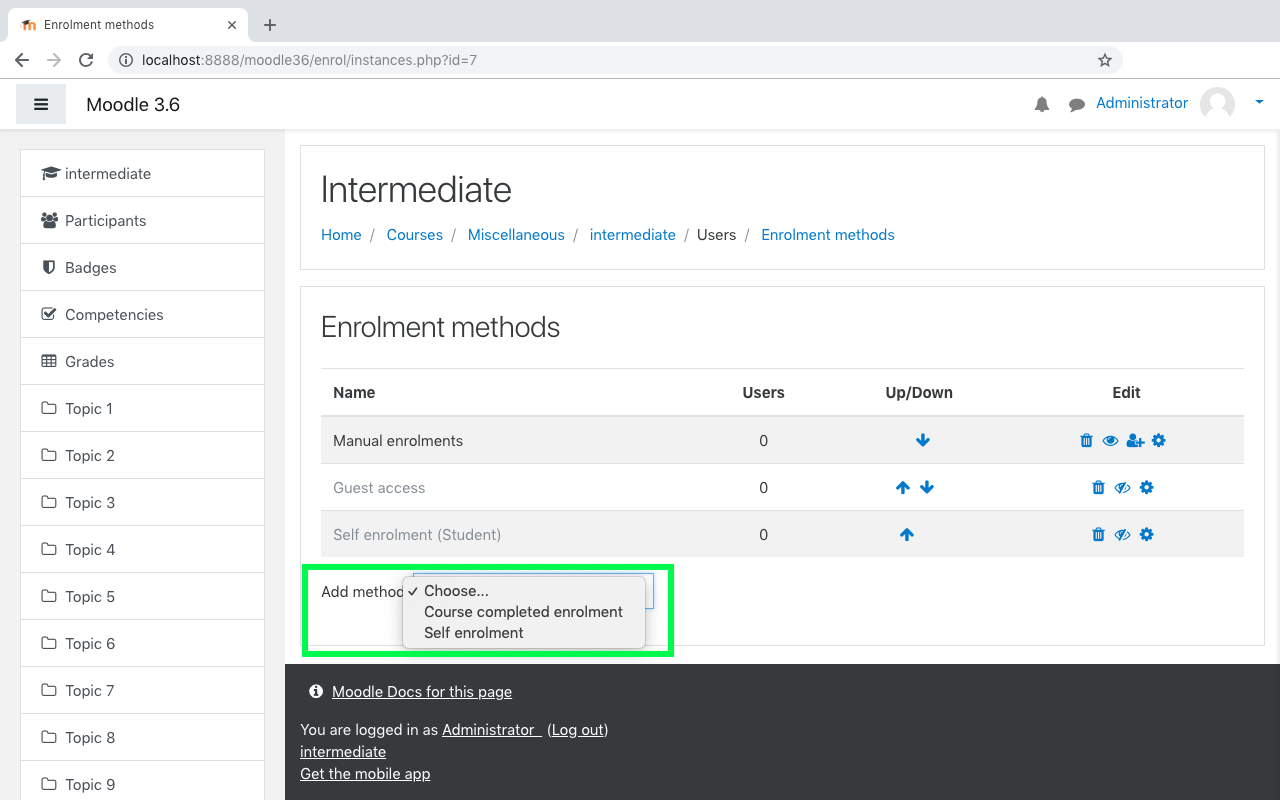 Enrolment methods
localhost:8888/moodle36/enrol/instances.php?id=7
Moodle 3.6
Administrator
intermediate
Participants
Badges
Competencies
Grades
Topic 1
Topic 2
Topic 3
Topic 4
Topic 5
Topic 6
Topic 7
Topic 8
Topic 9
Intermediate
Home / Courses / Miscellaneous / intermediate / Users / Enrolment methods
Enrolment methods
Name Users Up/Down Edit
Manual enrolments 0
Guest access 0
Self enrolment (Student) 0
Add method
Choose...
Course completed enrolment
Self enrolment
Moodle Docs for this page
You are logged in as Administrator (Log out)
intermediate
Get the mobile app